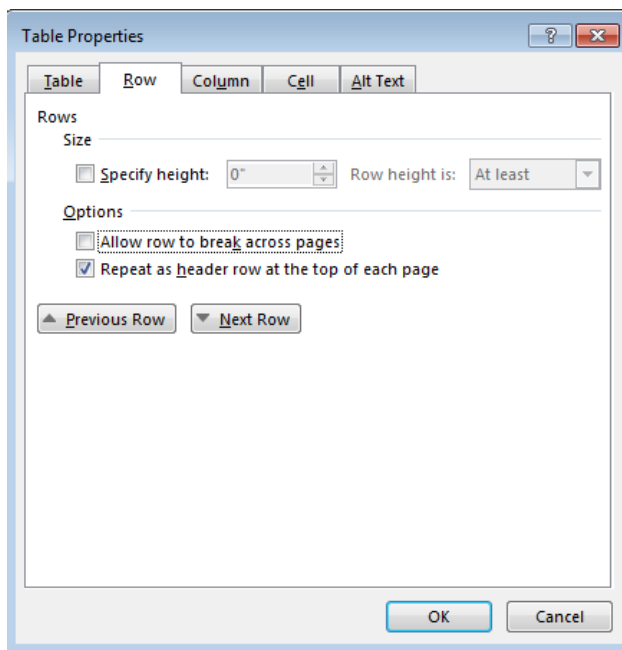 Table Properties
Table Row Column Cell Alt Text
Rows
Size
Specify height: 0" Row height is: At least
Options
Allow row to break across pages
Repeat as header row at the top of each page
Previous Row Next Row
OK Cancel